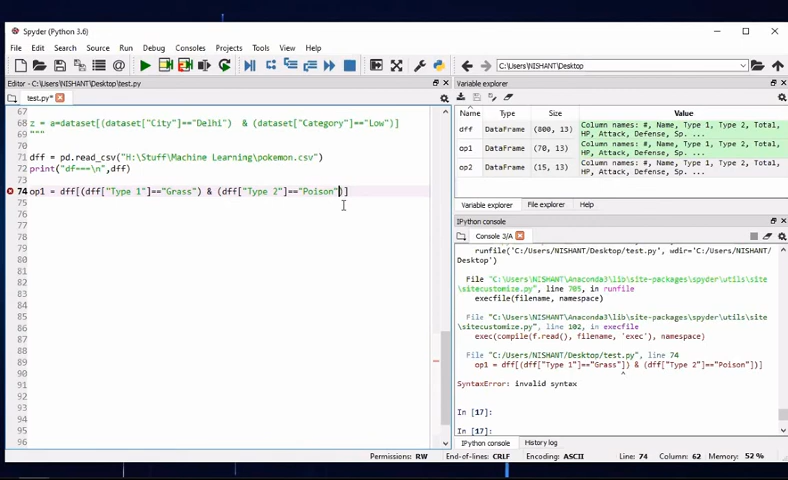 Spyder (Python 3.6)
File Edit Search Source Run Debug Consoles Projects Tools View Help
C:\Users\NISHANT\Desktop
Editor - C:\Users\NISHANT\Desktop\test.py
test.py*
67
68 z = a=dataset[(dataset["City"]=="Delhi") & (dataset["Category"]=="Low")]
69 """
70
71 dff = pd.read_csv("H:\Stuff\Machine Learning\pokemon.csv")
72 print("df===\n",dff)
73
74 op1 = dff[(dff["Type 1"]=="Grass") & (dff["Type 2"]=="Poison")]
75
76
77
78
79
80
81
82
83
84
85
86
87
88
89
90
91
92
93
94
95
96
Variable explorer
Name Type Size Value
dff DataFrame (800, 13) Column names: #, Name, Type 1, Type 2, Total, HP, Attack, Defense, Sp. ...
op1 DataFrame (70, 13) Column names: #, Name, Type 1, Type 2, Total, HP, Attack, Defense, Sp. ...
op2 DataFrame (15, 13) Column names: #, Name, Type 1, Type 2, Total, HP, Attack, Defense, Sp. ...
Variable explorer File explorer Help
IPython console
Console 3/A
runfile('C:/Users/NISHANT/Desktop/test.py', wdir='C:/Users/NISHANT/
Desktop')
File "C:\Users\NISHANT\Anaconda3\lib\site-packages\spyder\utils\site
\sitecustomize.py", line 705, in runfile
execfile(filename, namespace)
File "C:\Users\NISHANT\Anaconda3\lib\site-packages\spyder\utils\site
\sitecustomize.py", line 102, in execfile
exec(compile(f.read(), filename, 'exec'), namespace)
File "C:/Users/NISHANT/Desktop/test.py", line 74
op1 = dff[(dff["Type 1"]=="Grass"]) & (dff["Type 2"]=="Poison")]
^
SyntaxError: invalid syntax
In [17]:
In [17]:
IPython console History log
Permissions: RW End-of-lines: CRLF Encoding: ASCII Line: 74 Column: 62 Memory: 52 %